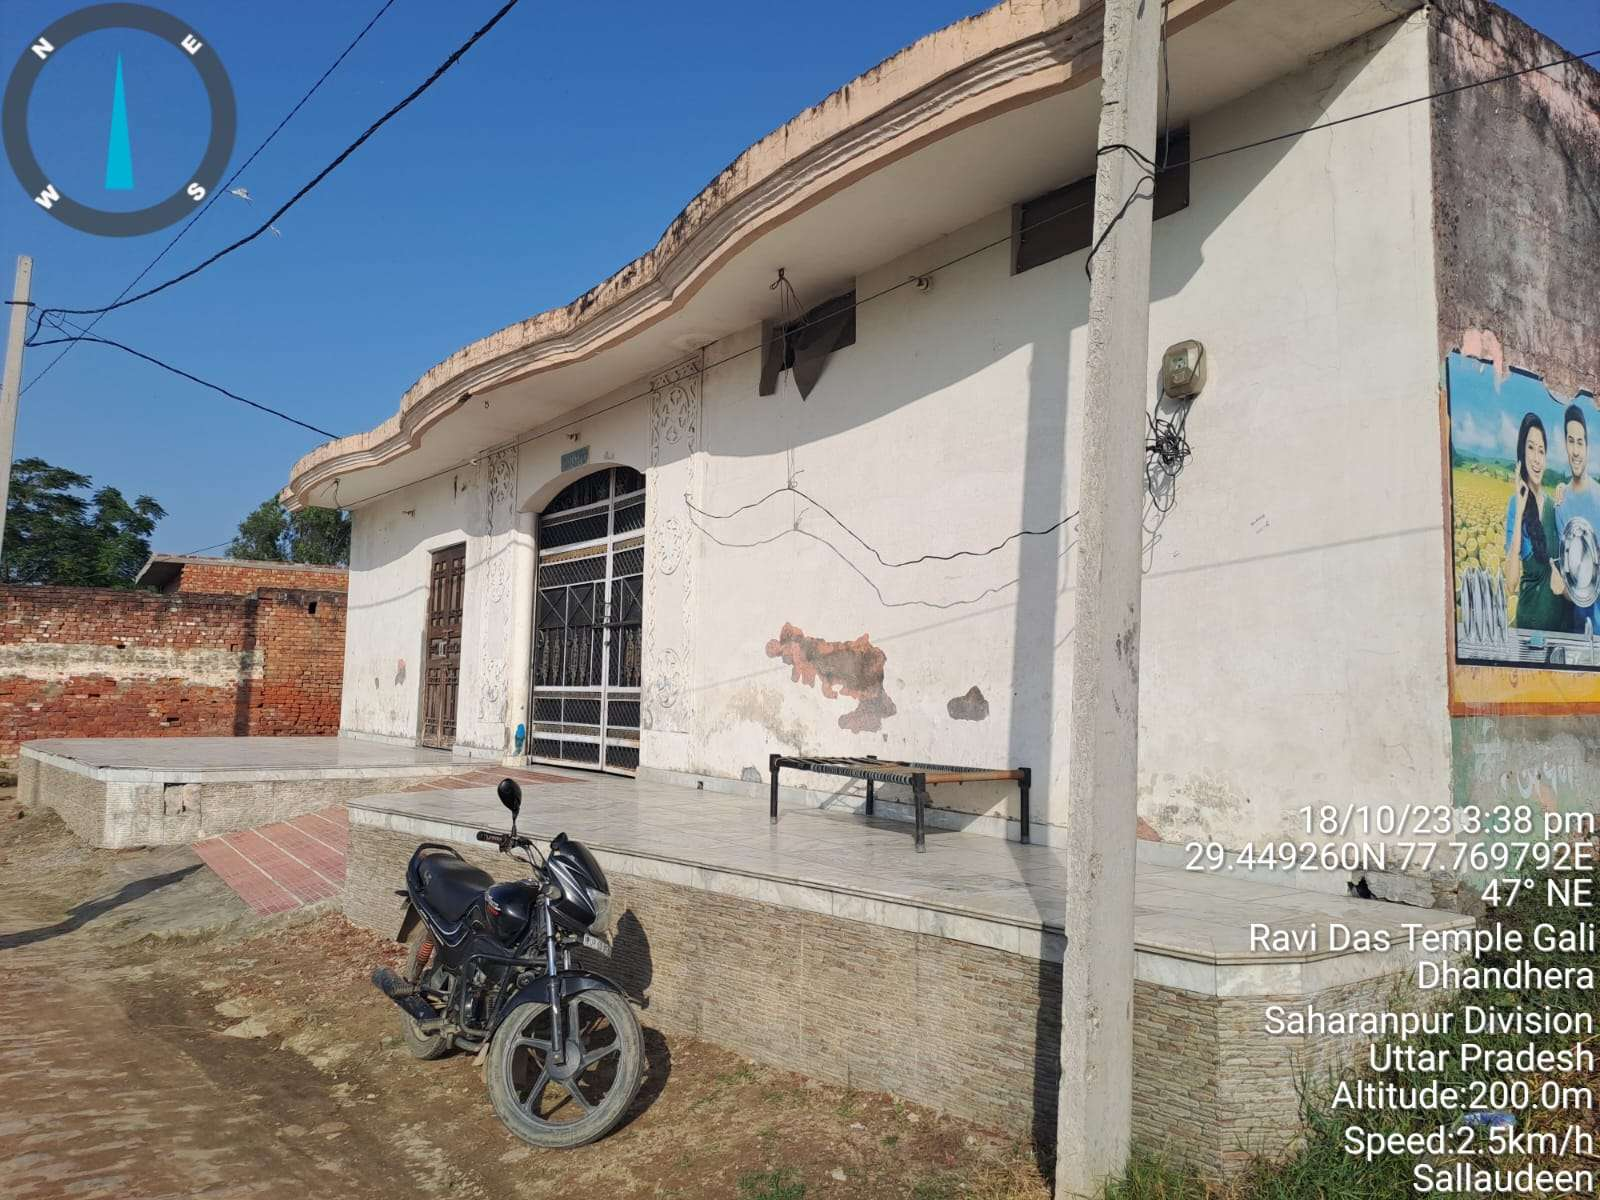 N
E
W
S
18/10/23 3:38 pm
29.449260N 77.769792E
47° NE
Ravi Das Temple Gali
Dhandhera
Saharanpur Division
Uttar Pradesh
Altitude:200.0m
Speed:2.5km/h
Sallaudeen